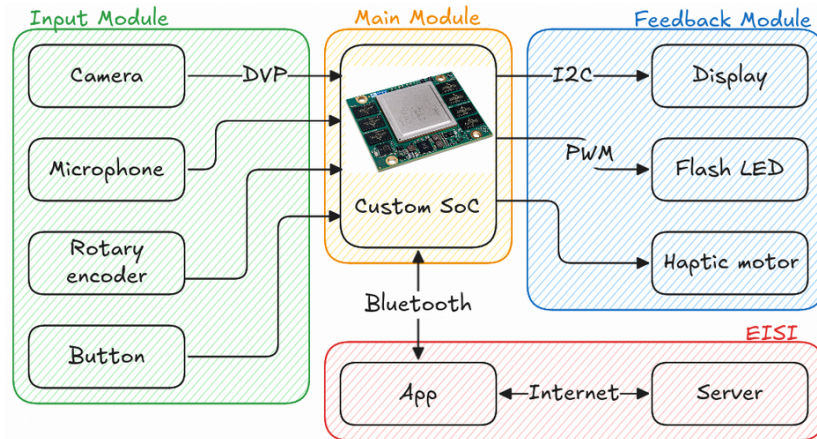 Input Module
Main Module
Feedback Module
Camera
DVP
I2C
Display
Microphone
PWM
Flash LED
Custom SoC
Rotary
encoder
Haptic motor
Bluetooth
Button
EISI
App
Internet
Server